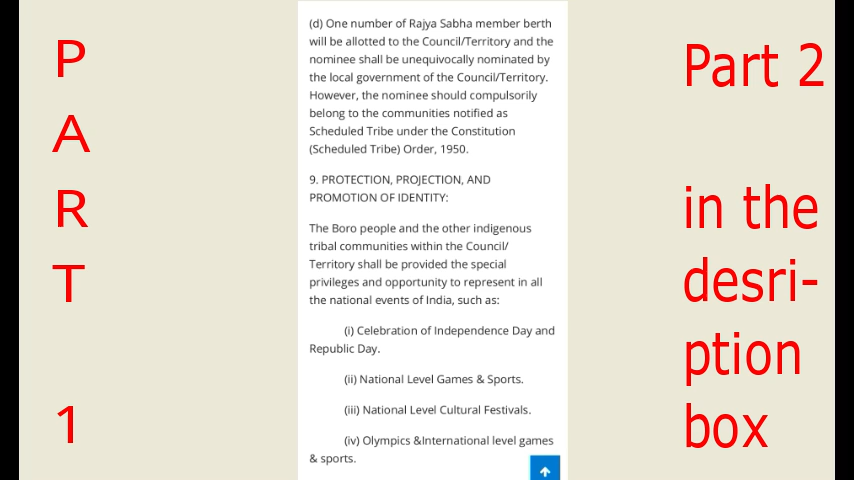 P
A
R
T
1
(d) One number of Rajya Sabha member berth
will be allotted to the Council/Territory and the
nominee shall be unequivocally nominated by
the local government of the Council/Territory.
However, the nominee should compulsorily
belong to the communities notified as
Scheduled Tribe under the Constitution
(Scheduled Tribe) Order, 1950.
9. PROTECTION, PROJECTION, AND
PROMOTION OF IDENTITY:
The Boro people and the other indigenous
tribal communities within the Council/
Territory shall be provided the special
privileges and opportunity to represent in all
the national events of India, such as:
(i) Celebration of Independence Day and
Republic Day.
(ii) National Level Games & Sports.
(iii) National Level Cultural Festivals.
(iv) Olympics &International level games
& sports.
Part 2
in the
desri-
ption
box